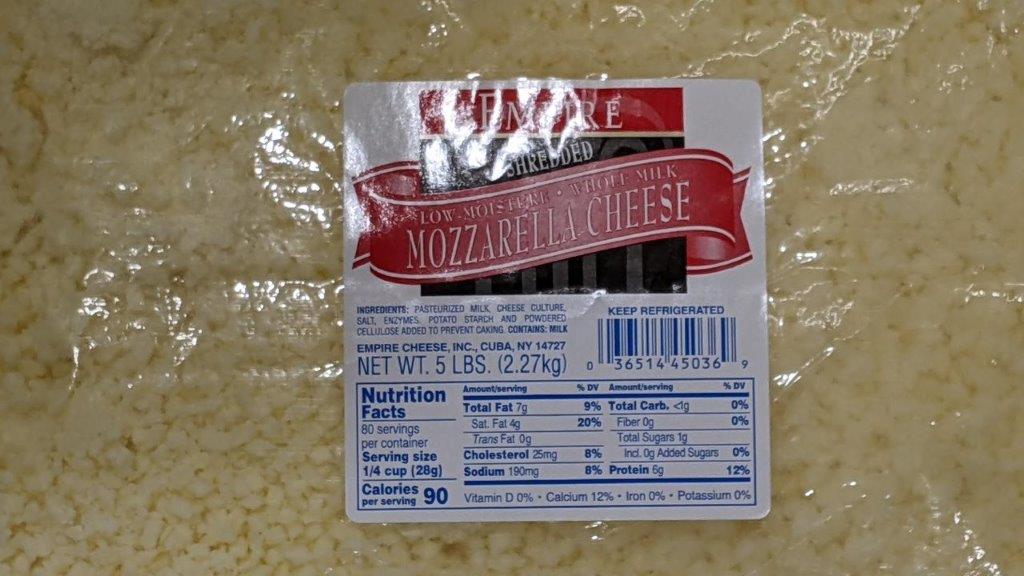 EMPIRE
SHREDDED
LOW-MOISTURE • WHOLE MILK
MOZZARELLA CHEESE
INGREDIENTS: PASTEURIZED MILK, CHEESE CULTURE,
SALT, ENZYMES, POTATO STARCH AND POWDERED
CELLULOSE ADDED TO PREVENT CAKING. CONTAINS: MILK
EMPIRE CHEESE, INC., CUBA, NY 14727
NET WT. 5 LBS. (2.27kg)
KEEP REFRIGERATED
0 36514 45036 9
Nutrition
Facts
80 servings
per container
Serving size
1/4 cup (28g)
Calories 90
per serving
Amount/serving % DV
Total Fat 7g 9%
Sat. Fat 4g 20%
Trans Fat 0g
Cholesterol 25mg 8%
Sodium 190mg 8%
Amount/serving % DV
Total Carb. <1g 0%
Fiber 0g 0%
Total Sugars 1g
Incl. 0g Added Sugars 0%
Protein 6g 12%
Vitamin D 0% • Calcium 12% • Iron 0% • Potassium 0%